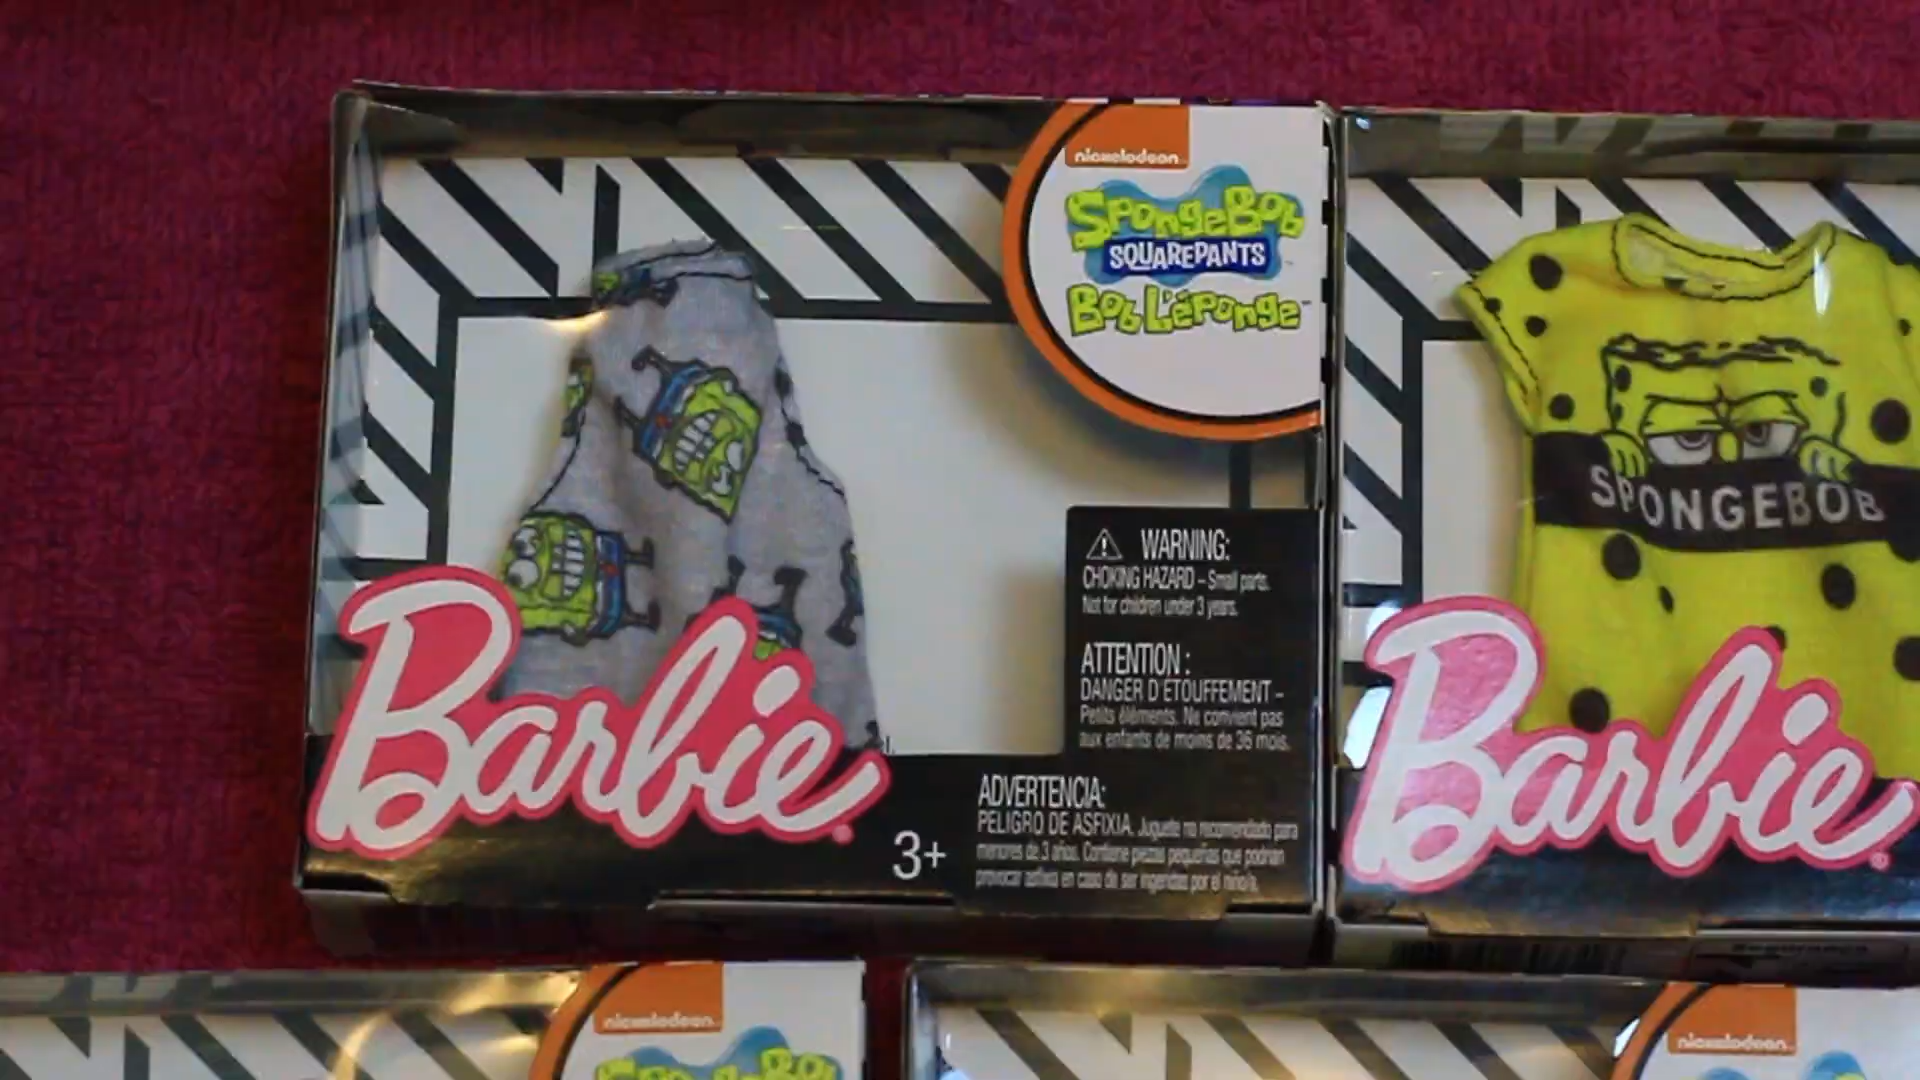 nickelodeon
SpongeBob
SQUAREPANTS
Bob L'éponge
WARNING:
CHOKING HAZARD – Small parts.
Not for children under 3 years.
ATTENTION :
DANGER D'ÉTOUFFEMENT –
Petits éléments. Ne convient pas
aux enfants de moins de 36 mois.
ADVERTENCIA:
PELIGRO DE ASFIXIA. Juguete no recomendado para
menores de 3 años. Contiene piezas pequeñas que podrían
provocar asfixia en caso de ser ingeridas por el niño/a.
3+
Barbie
SPONGEBOB
Barbie
nickelodeon
nickelodeon